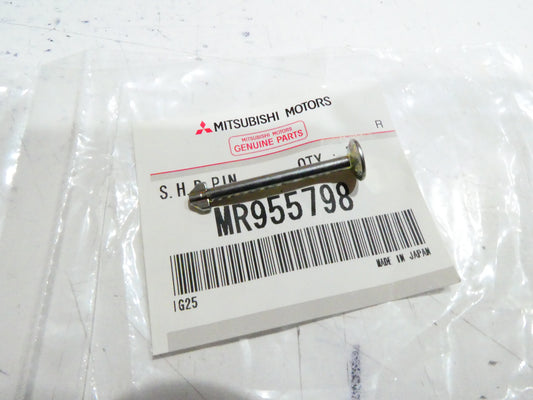 MITSUBISHI MOTORS
MITSUBISHI MOTORS
GENUINE PARTS
R
S.H.B PIN QTY :
MR955798
MADE IN JAPAN
IG25